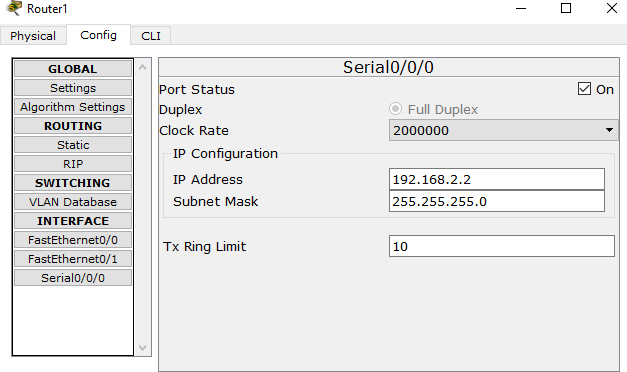 Router1
Physical Config CLI
GLOBAL
Settings
Algorithm Settings
ROUTING
Static
RIP
SWITCHING
VLAN Database
INTERFACE
FastEthernet0/0
FastEthernet0/1
Serial0/0/0
Serial0/0/0
Port Status On
Duplex Full Duplex
Clock Rate 2000000
IP Configuration
IP Address 192.168.2.2
Subnet Mask 255.255.255.0
Tx Ring Limit 10